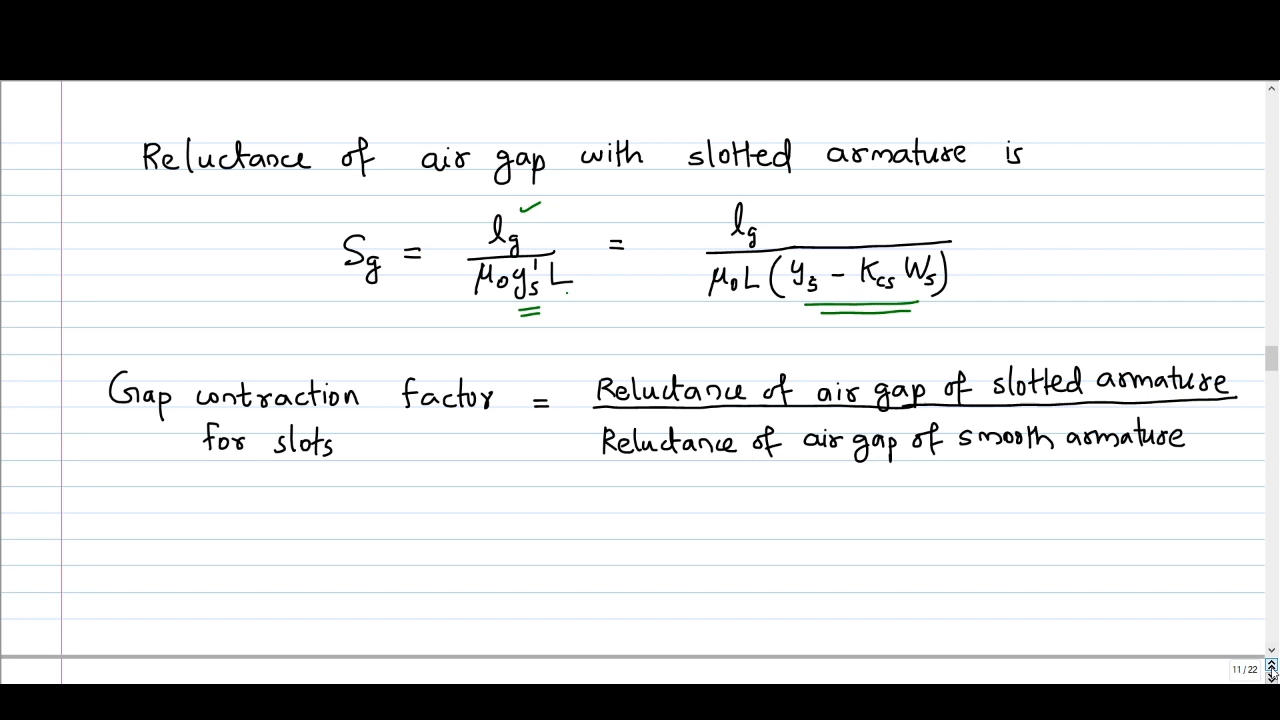 Reluctance of air gap with slotted armature is
Sg = lg / μ0 ys' L = lg / μ0 L (ys − Kcs Ws)
Gap contraction factor for slots = Reluctance of air gap of slotted armature / Reluctance of air gap of smooth armature
11 / 22